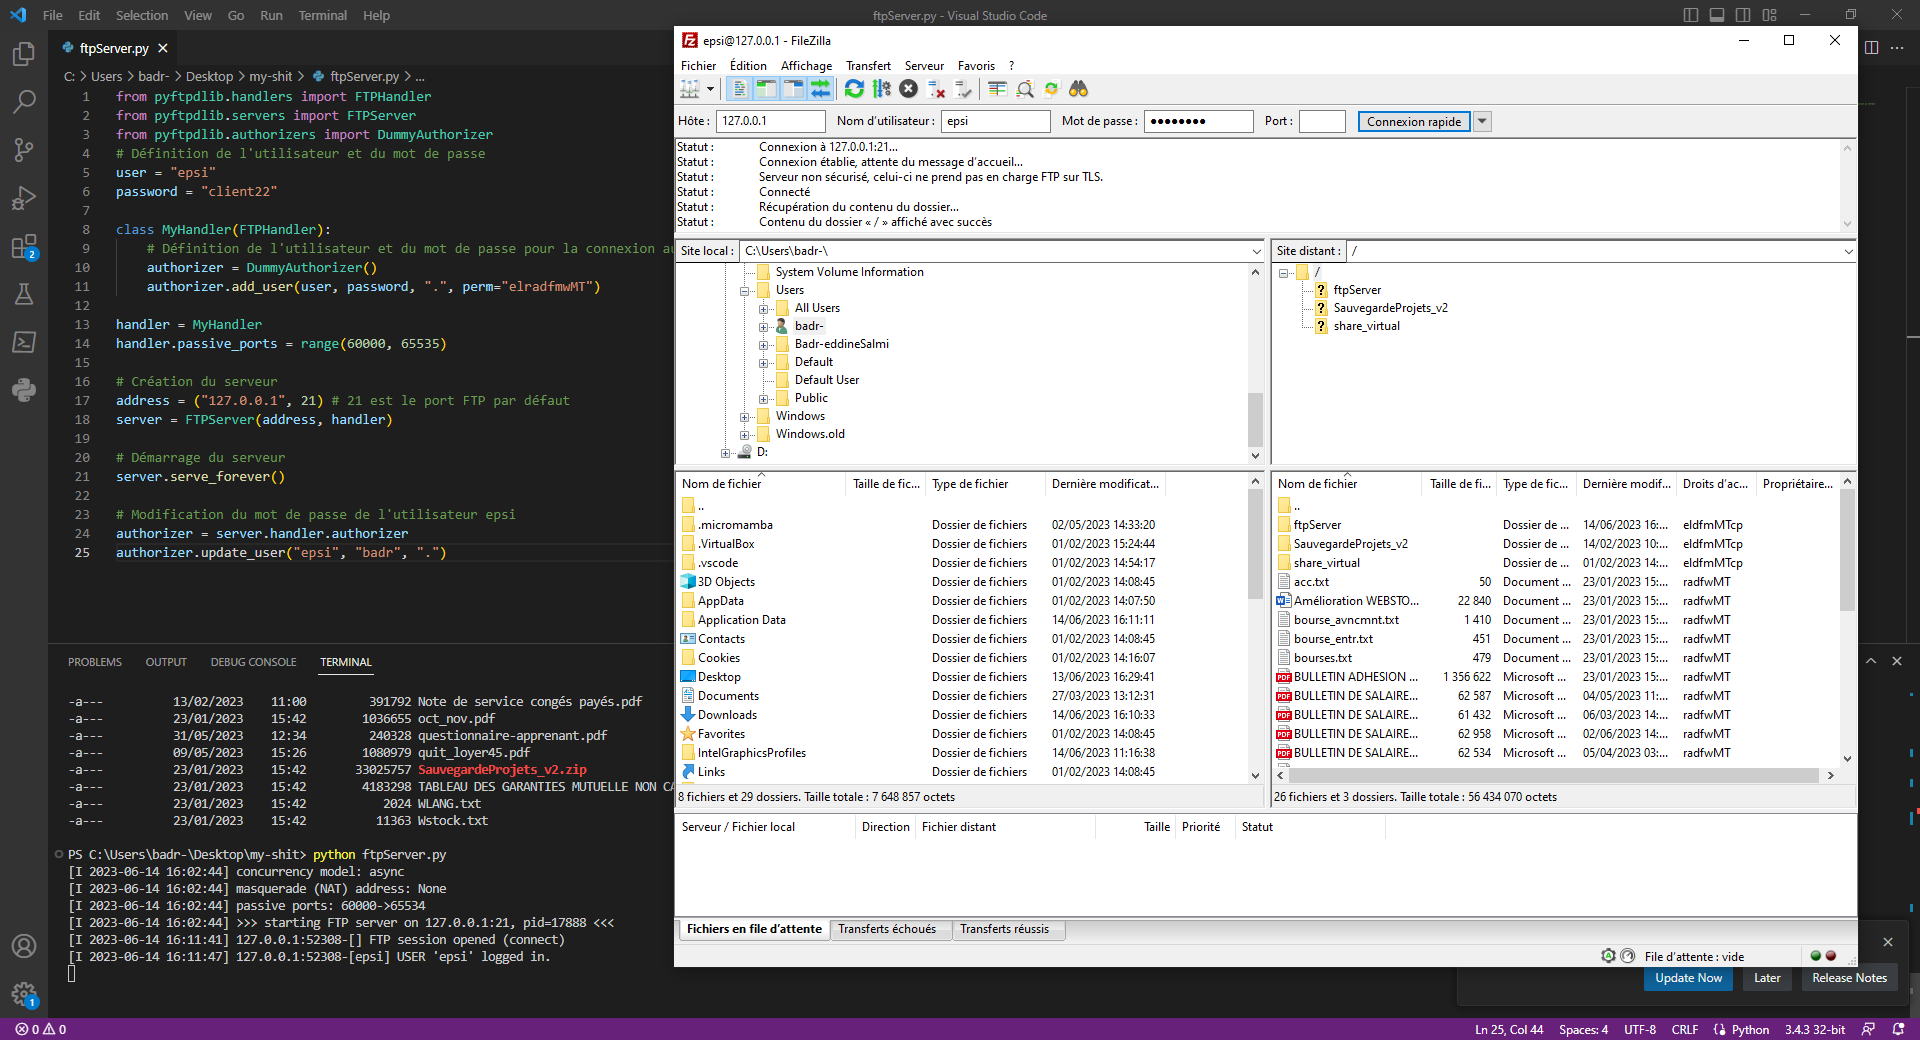 File Edit Selection View Go Run Terminal Help
ftpServer.py - Visual Studio Code
ftpServer.py
C: > Users > badr- > Desktop > my-shit > ftpServer.py > ...
1 from pyftpdlib.handlers import FTPHandler
2 from pyftpdlib.servers import FTPServer
3 from pyftpdlib.authorizers import DummyAuthorizer
4 # Définition de l'utilisateur et du mot de passe
5 user = "epsi"
6 password = "client22"
7
8 class MyHandler(FTPHandler):
9 # Définition de l'utilisateur et du mot de passe pour la connexion au
10 authorizer = DummyAuthorizer()
11 authorizer.add_user(user, password, ".", perm="elradfmwMT")
12
13 handler = MyHandler
14 handler.passive_ports = range(60000, 65535)
15
16 # Création du serveur
17 address = ("127.0.0.1", 21) # 21 est le port FTP par défaut
18 server = FTPServer(address, handler)
19
20 # Démarrage du serveur
21 server.serve_forever()
22
23 # Modification du mot de passe de l'utilisateur epsi
24 authorizer = server.handler.authorizer
25 authorizer.update_user("epsi", "badr", ".")
PROBLEMS OUTPUT DEBUG CONSOLE TERMINAL
-a--- 13/02/2023 11:00 391792 Note de service congés payés.pdf
-a--- 23/01/2023 15:42 1036655 oct_nov.pdf
-a--- 31/05/2023 12:34 240328 questionnaire-apprenant.pdf
-a--- 09/05/2023 15:26 1080979 quit_loyer45.pdf
-a--- 23/01/2023 15:42 33025757 SauvegardeProjets_v2.zip
-a--- 23/01/2023 15:42 4183298 TABLEAU DES GARANTIES MUTUELLE NON CA
-a--- 23/01/2023 15:42 2024 WLANG.txt
-a--- 23/01/2023 15:42 11363 Wstock.txt
PS C:\Users\badr-\Desktop\my-shit> python ftpServer.py
[I 2023-06-14 16:02:44] concurrency model: async
[I 2023-06-14 16:02:44] masquerade (NAT) address: None
[I 2023-06-14 16:02:44] passive ports: 60000->65534
[I 2023-06-14 16:02:44] >>> starting FTP server on 127.0.0.1:21, pid=17888 <<<
[I 2023-06-14 16:11:41] 127.0.0.1:52308-[] FTP session opened (connect)
[I 2023-06-14 16:11:47] 127.0.0.1:52308-[epsi] USER 'epsi' logged in.
epsi@127.0.0.1 - FileZilla
Fichier Édition Affichage Transfert Serveur Favoris ?
Hôte : 127.0.0.1 Nom d'utilisateur : epsi Mot de passe : ●●●●●●●● Port : Connexion rapide
Statut : Connexion à 127.0.0.1:21...
Statut : Connexion établie, attente du message d'accueil...
Statut : Serveur non sécurisé, celui-ci ne prend pas en charge FTP sur TLS.
Statut : Connecté
Statut : Récupération du contenu du dossier...
Statut : Contenu du dossier « / » affiché avec succès
Site local : C:\Users\badr-\
System Volume Information
Users
All Users
badr-
Badr-eddineSalmi
Default
Default User
Public
Windows
Windows.old
D:
Site distant : /
/
ftpServer
SauvegardeProjets_v2
share_virtual
Nom de fichier Taille de fic... Type de fichier Dernière modificat...
..
.micromamba Dossier de fichiers 02/05/2023 14:33:20
.VirtualBox Dossier de fichiers 01/02/2023 15:24:44
.vscode Dossier de fichiers 01/02/2023 14:54:17
3D Objects Dossier de fichiers 01/02/2023 14:08:45
AppData Dossier de fichiers 01/02/2023 14:07:50
Application Data Dossier de fichiers 14/06/2023 16:11:11
Contacts Dossier de fichiers 01/02/2023 14:08:45
Cookies Dossier de fichiers 01/02/2023 14:16:07
Desktop Dossier de fichiers 13/06/2023 16:29:41
Documents Dossier de fichiers 27/03/2023 13:12:31
Downloads Dossier de fichiers 14/06/2023 16:10:33
Favorites Dossier de fichiers 01/02/2023 14:08:45
IntelGraphicsProfiles Dossier de fichiers 14/06/2023 11:16:38
Links Dossier de fichiers 01/02/2023 14:08:45
8 fichiers et 29 dossiers. Taille totale : 7 648 857 octets
Nom de fichier Taille de fi... Type de fic... Dernière modif... Droits d'ac... Propriétaire...
..
ftpServer Dossier de ... 14/06/2023 16:... eldfmMTcp
SauvegardeProjets_v2 Dossier de ... 14/02/2023 10:... eldfmMTcp
share_virtual Dossier de ... 01/02/2023 14:... eldfmMTcp
acc.txt 50 Document ... 23/01/2023 15:... radfwMT
Amélioration WEBSTO... 22 840 Document ... 23/01/2023 15:... radfwMT
bourse_avncmnt.txt 1 410 Document ... 23/01/2023 15:... radfwMT
bourse_entr.txt 451 Document ... 23/01/2023 15:... radfwMT
bourses.txt 479 Document ... 23/01/2023 15:... radfwMT
BULLETIN ADHESION ... 1 356 622 Microsoft ... 23/01/2023 15:... radfwMT
BULLETIN DE SALAIRE... 62 587 Microsoft ... 04/05/2023 11:... radfwMT
BULLETIN DE SALAIRE... 61 432 Microsoft ... 06/03/2023 14:... radfwMT
BULLETIN DE SALAIRE... 62 958 Microsoft ... 02/06/2023 14:... radfwMT
BULLETIN DE SALAIRE... 62 534 Microsoft ... 05/04/2023 03:... radfwMT
26 fichiers et 3 dossiers. Taille totale : 56 434 070 octets
Serveur / Fichier local Direction Fichier distant Taille Priorité Statut
Fichiers en file d'attente Transferts échoués Transferts réussis
File d'attente : vide
Update Now Later Release Notes
0 0
Ln 25, Col 44 Spaces: 4 UTF-8 CRLF Python 3.4.3 32-bit